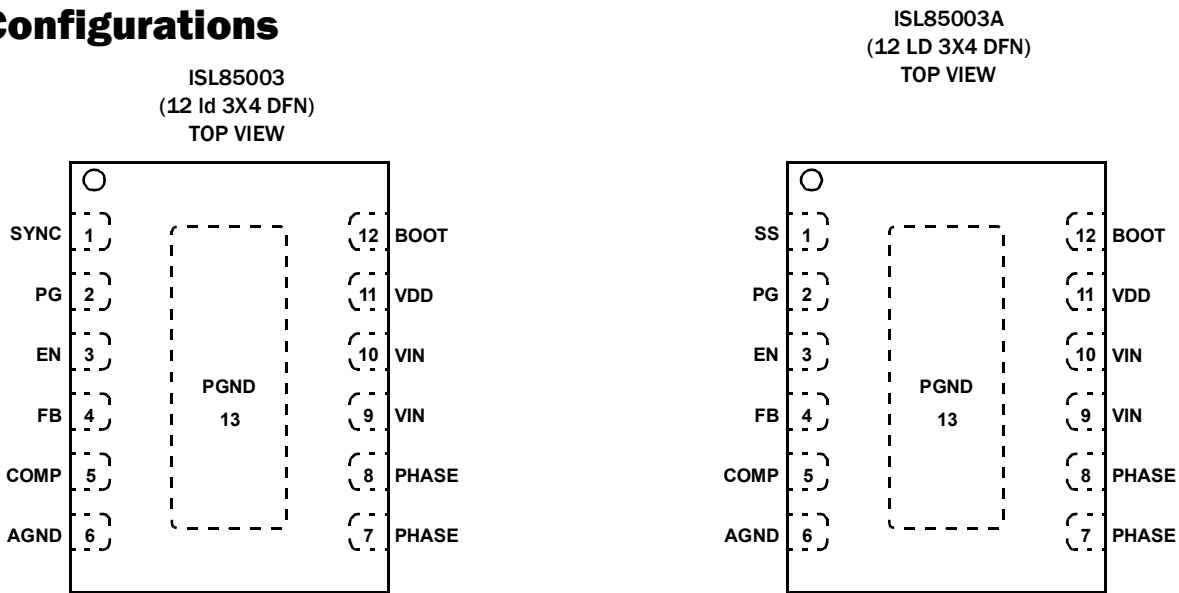 Configurations
ISL85003
(12 ld 3X4 DFN)
TOP VIEW
SYNC 1
PG 2
EN 3
FB 4
COMP 5
AGND 6
PGND
13
12 BOOT
11 VDD
10 VIN
9 VIN
8 PHASE
7 PHASE
ISL85003A
(12 LD 3X4 DFN)
TOP VIEW
SS 1
PG 2
EN 3
FB 4
COMP 5
AGND 6
PGND
13
12 BOOT
11 VDD
10 VIN
9 VIN
8 PHASE
7 PHASE